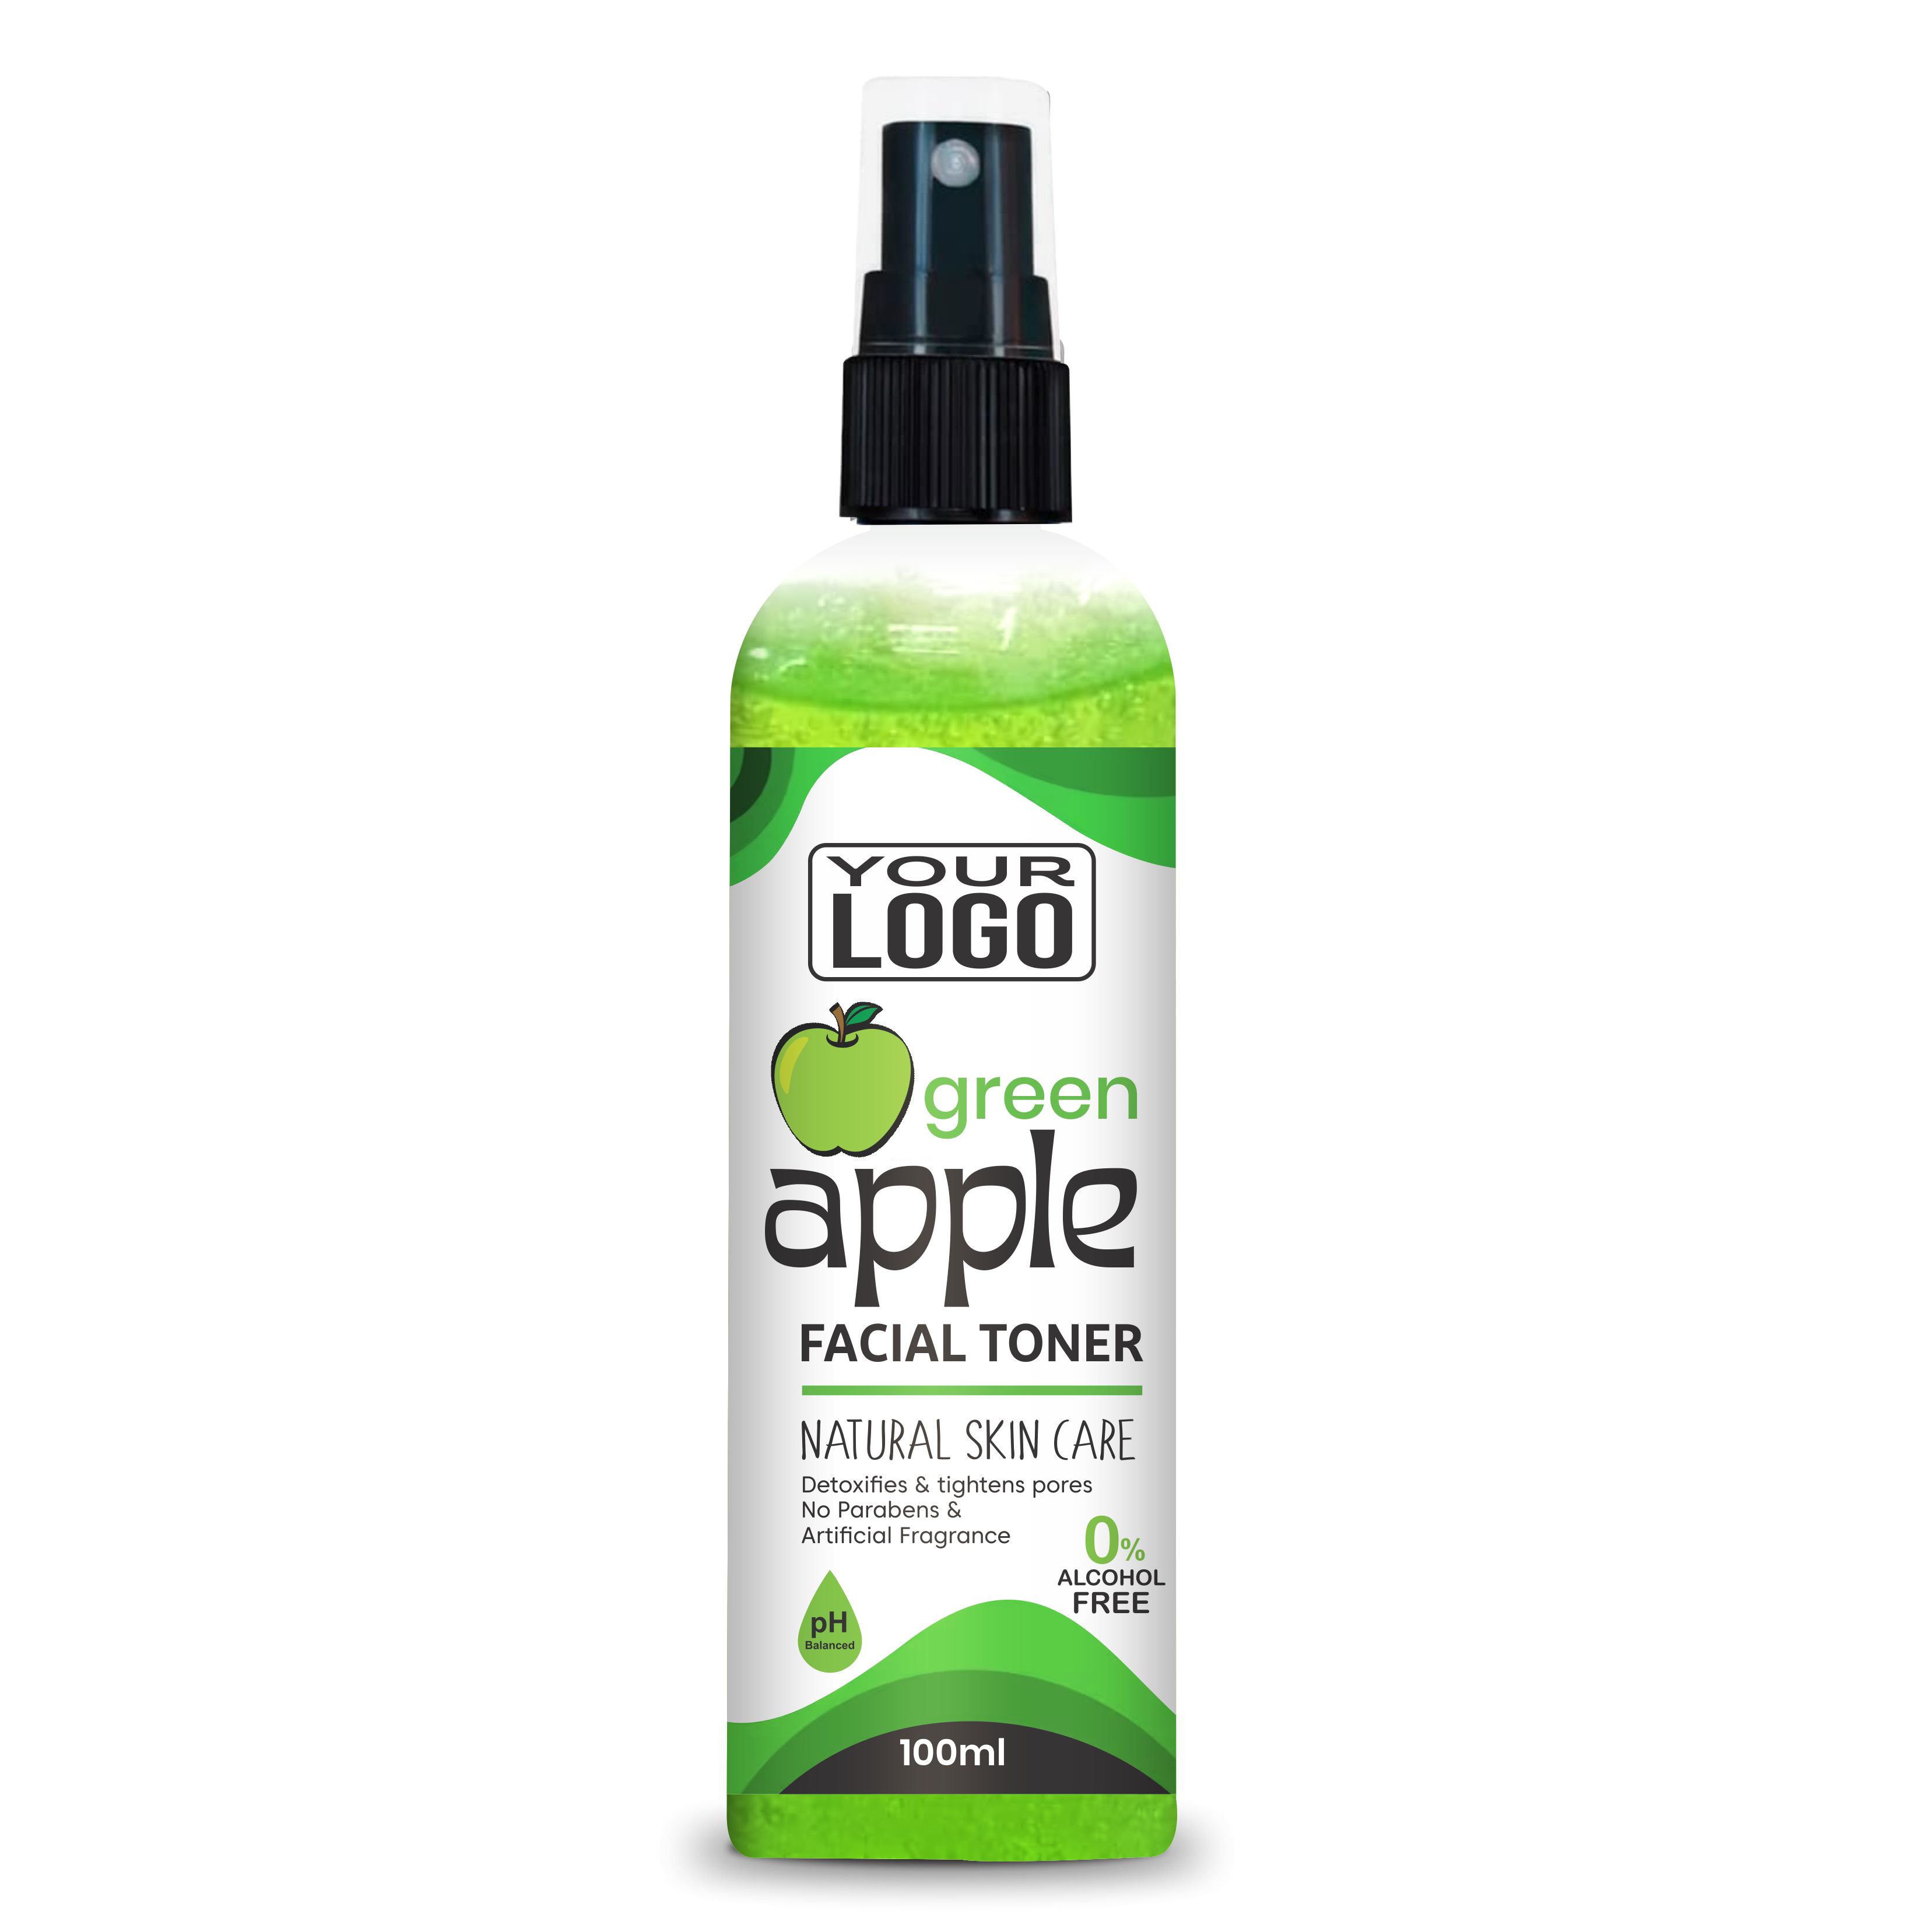 YOUR
LOGO
green
apple
FACIAL TONER
NATURAL SKIN CARE
Detoxifies & tightens pores
No Parabens &
Artificial Fragrance
0%
ALCOHOL
FREE
pH
Balanced
100ml